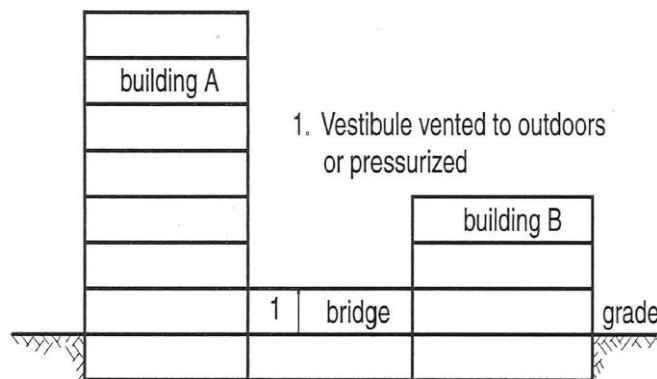 building A
1. Vestibule vented to outdoors
or pressurized
building B
1
bridge
grade